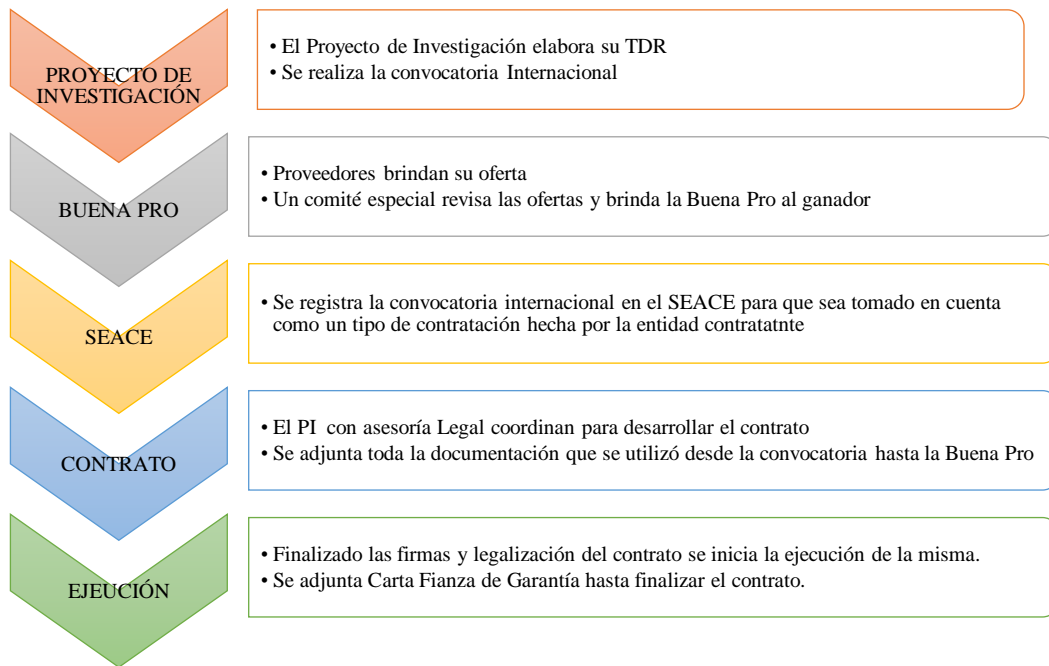 PROYECTO DE
INVESTIGACIÓN
• El Proyecto de Investigación elabora su TDR
• Se realiza la convocatoria Internacional
BUENA PRO
• Proveedores brindan su oferta
• Un comité especial revisa las ofertas y brinda la Buena Pro al ganador
SEACE
• Se registra la convocatoria internacional en el SEACE para que sea tomado en cuenta
como un tipo de contratación hecha por la entidad contratatnte
CONTRATO
• El PI con asesoría Legal coordinan para desarrollar el contrato
• Se adjunta toda la documentación que se utilizó desde la convocatoria hasta la Buena Pro
EJEUCIÓN
• Finalizado las firmas y legalización del contrato se inicia la ejecución de la misma.
• Se adjunta Carta Fianza de Garantía hasta finalizar el contrato.